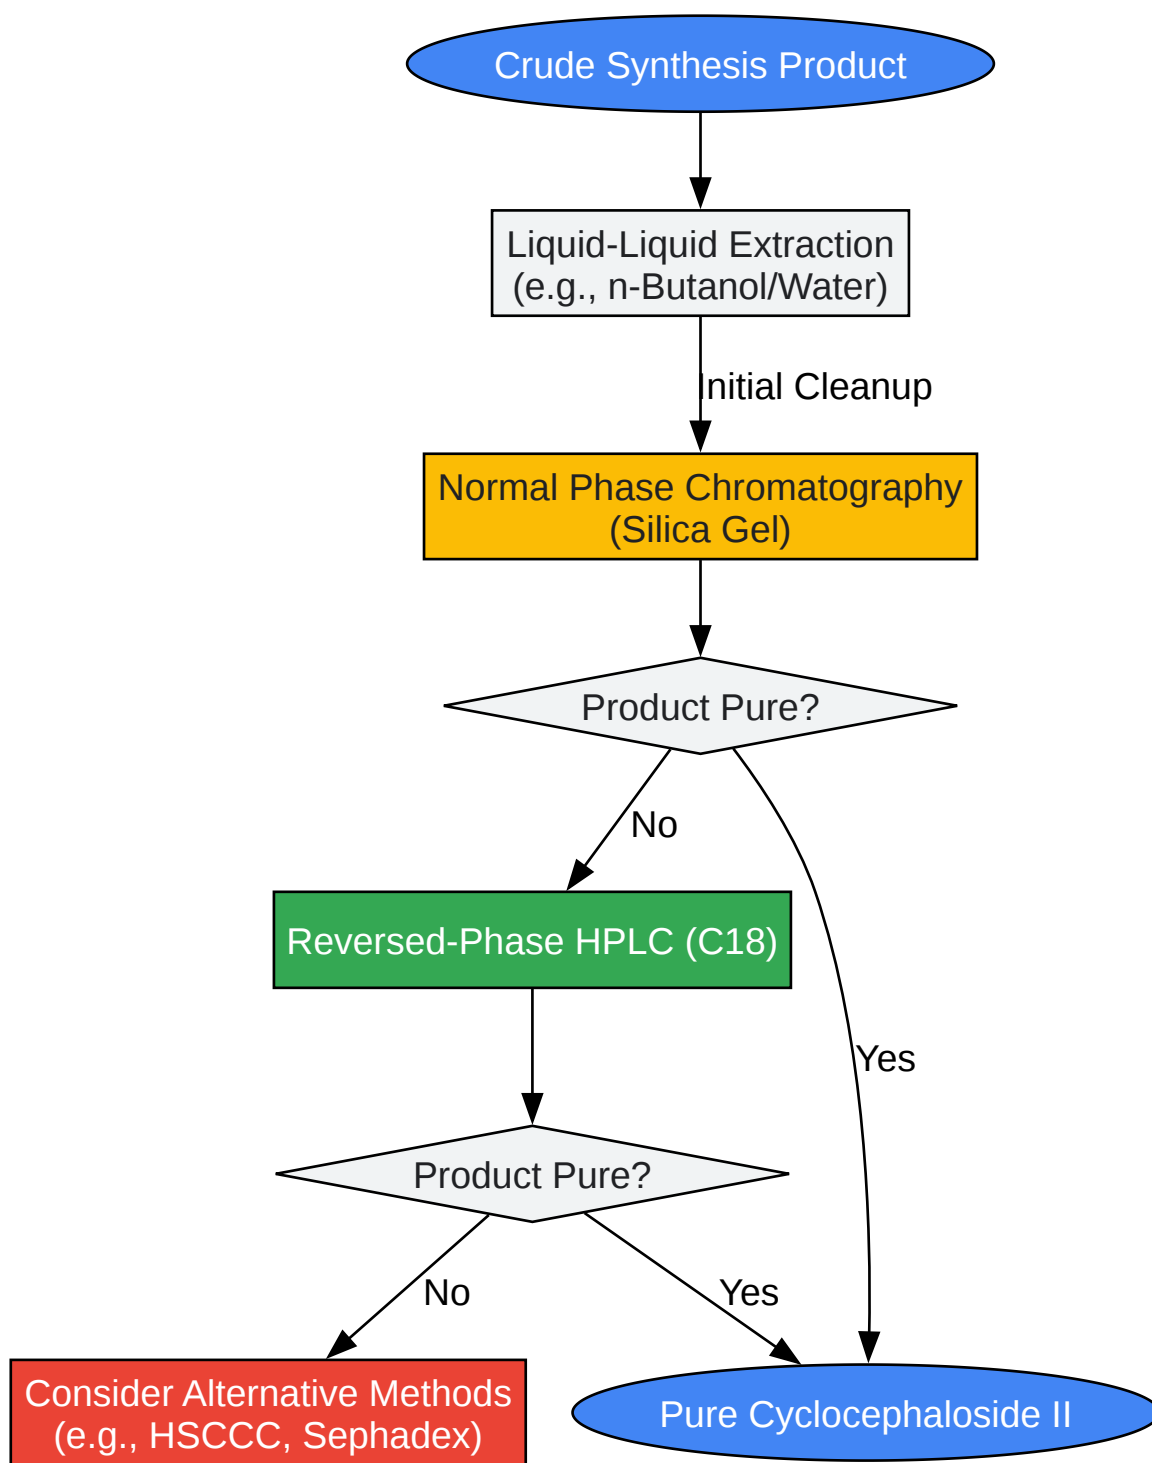 Crude Synthesis Product
Liquid-Liquid Extraction
(e.g., n-Butanol/Water)
Initial Cleanup
Normal Phase Chromatography
(Silica Gel)
Product Pure?
No
Reversed-Phase HPLC (C18)
Yes
Product Pure?
No
Yes
Consider Alternative Methods
(e.g., HSCCC, Sephadex)
Pure Cyclocephaloside II